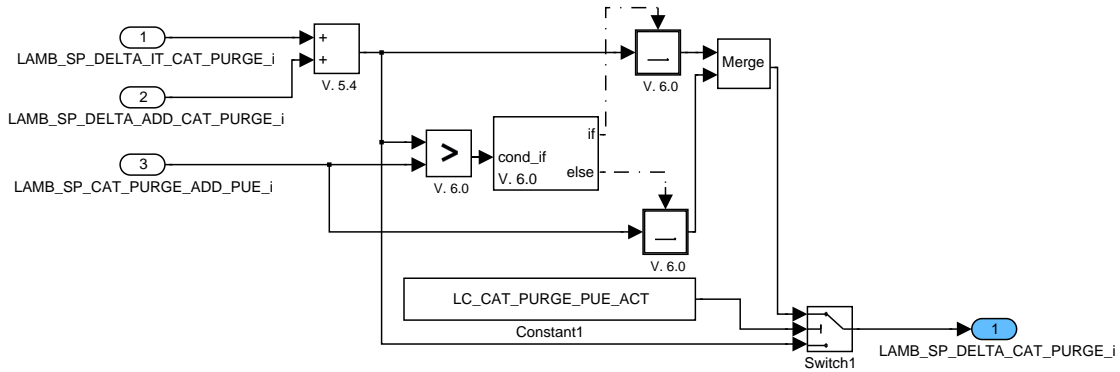 1
LAMB_SP_DELTA_IT_CAT_PURGE_i
2
LAMB_SP_DELTA_ADD_CAT_PURGE_i
3
LAMB_SP_CAT_PURGE_ADD_PUE_i
+
+
V. 5.4
>
V. 6.0
cond_if
V. 6.0
if
else
V. 6.0
V. 6.0
Merge
LC_CAT_PURGE_PUE_ACT
Constant1
Switch1
1
LAMB_SP_DELTA_CAT_PURGE_i